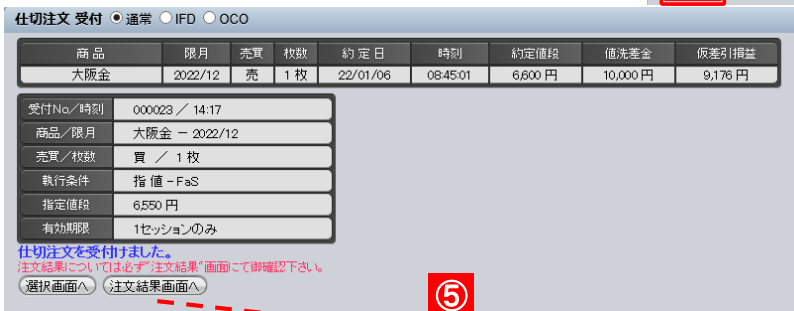 仕切注文 受付 通常 IFD OCO
商品 限月 売買 枚数 約定日 時刻 約定値段 値洗差金 仮差引損益
大阪金 2022/12 売 1 枚 22/01/06 08:45:01 6,600 円 10,000 円 9,176 円
受付No/時刻 000023 / 14:17
商品/限月 大阪金 - 2022/12
売買/枚数 買 / 1 枚
執行条件 指値-FaS
指定値段 6,550 円
有効期限 1セッションのみ
仕切注文を受付けました。
注文結果については必ず"注文結果"画面にて御確認下さい。
選択画面へ 注文結果画面へ
⑤